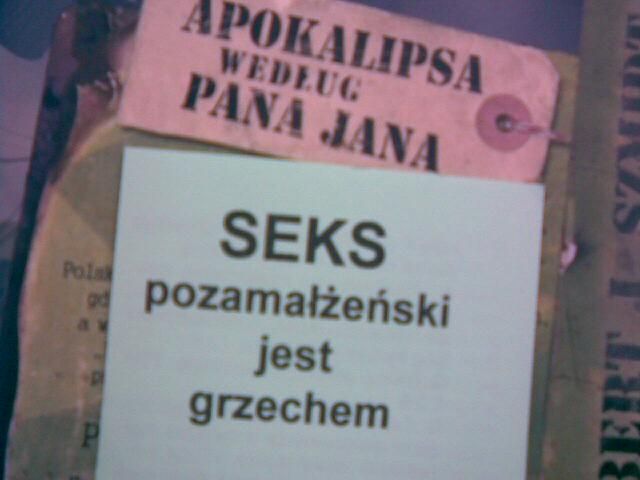 APOKALIPSA
WEDŁUG
PANA JANA
SEKS
pozamałżeński
jest
grzechem